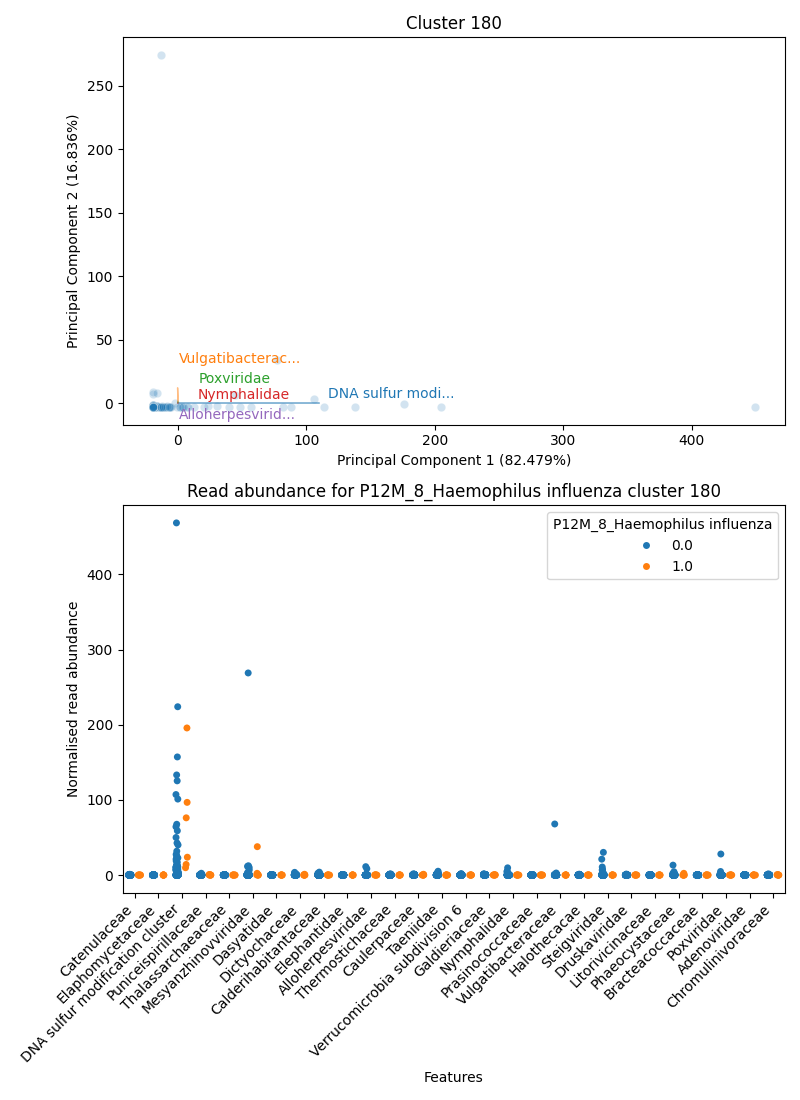 Cluster 180
250
200
150
100
50
0
Principal Component 2 (16.836%)
Vulgatibacterac...
Poxviridae
Nymphalidae
DNA sulfur modi...
Alloherpesvirid...
0 100 200 300 400
Principal Component 1 (82.479%)
Read abundance for P12M_8_Haemophilus influenza cluster 180
P12M_8_Haemophilus influenza
0.0
1.0
400
300
200
100
0
Normalised read abundance
Catenulaceae
Elaphomycetaceae
DNA sulfur modification cluster
Puniceispirillaceae
Thalassarchaeaceae
Mesyanzhinovviridae
Dasyatidae
Dictyochaceae
Calderihabitantaceae
Elephantidae
Alloherpesviridae
Thermostichaceae
Caulerpaceae
Taeniidae
Verrucomicrobia subdivision 6
Galdieriaceae
Nymphalidae
Prasinococcaceae
Vulgatibacteraceae
Halothecacae
Steigviridae
Druskaviridae
Litorivicinaceae
Phaeocystaceae
Bracteacoccaceae
Poxviridae
Adenoviridae
Chromulinivoraceae
Features